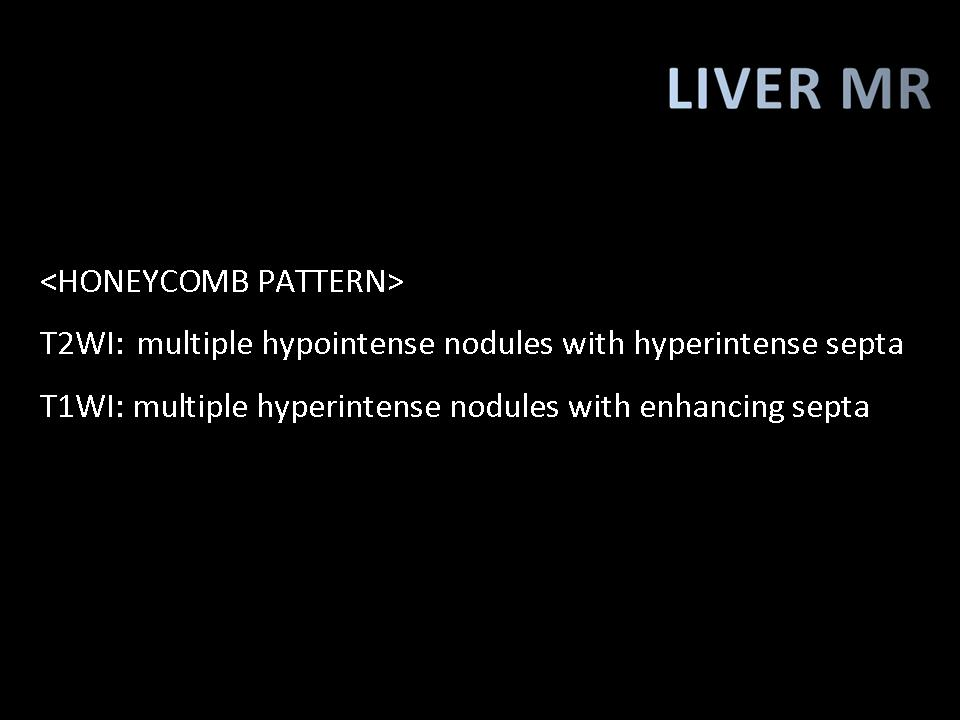 LIVER MR
<HONEYCOMB PATTERN>
T2WI: multiple hypointense nodules with hyperintense septa
T1WI: multiple hyperintense nodules with enhancing septa